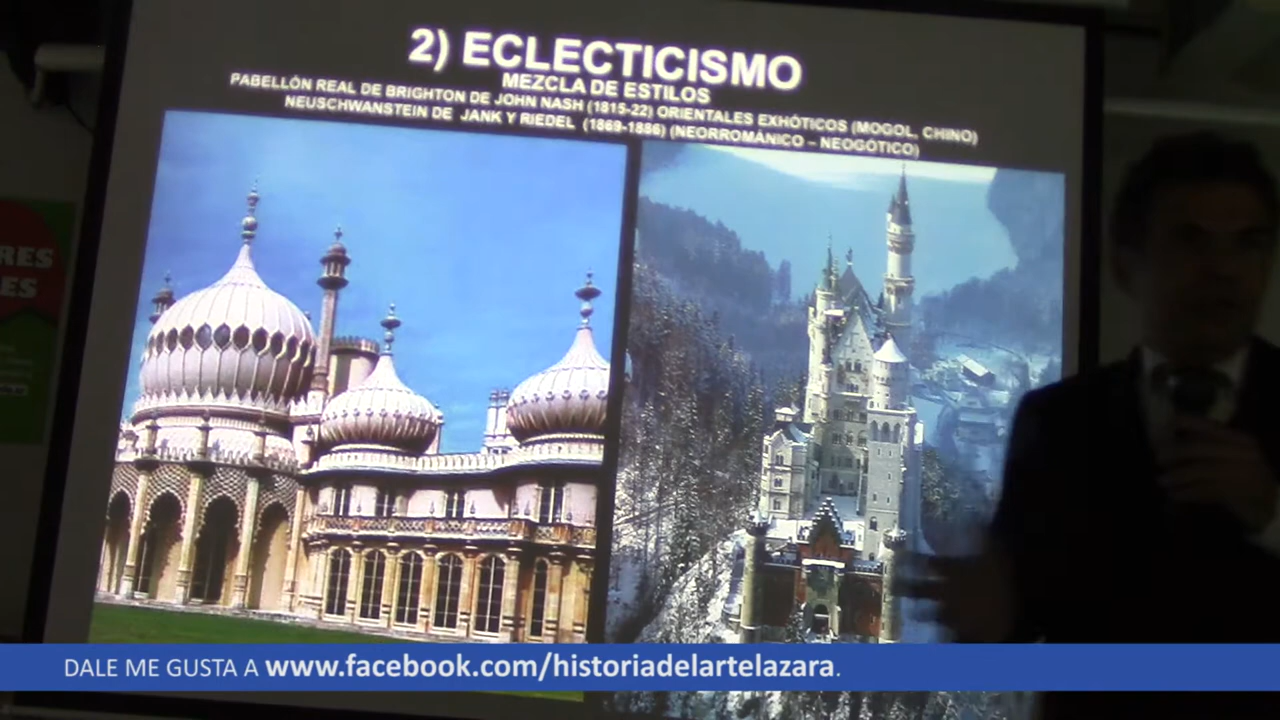 2) ECLECTICISMO
MEZCLA DE ESTILOS
PABELLÓN REAL DE BRIGHTON DE JOHN NASH (1815-22) ORIENTALES EXHÓTICOS (MOGOL, CHINO)
NEUSCHWANSTEIN DE JANK Y RIEDEL (1869-1886) (NEORROMÁNICO – NEOGÓTICO)
RES
ES
DALE ME GUSTA A www.facebook.com/historiadelartelazara.